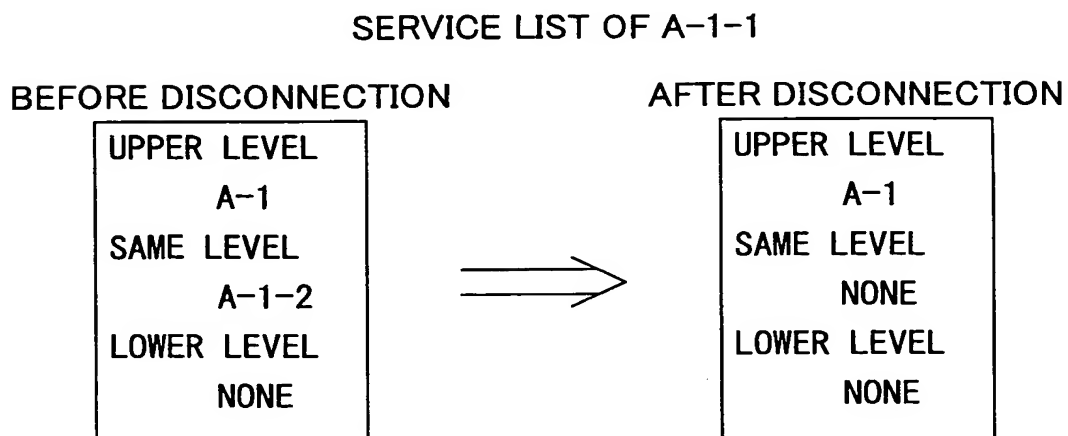 SERVICE LIST OF A-1-1
BEFORE DISCONNECTION
UPPER LEVEL
A-1
SAME LEVEL
A-1-2
LOWER LEVEL
NONE
AFTER DISCONNECTION
UPPER LEVEL
A-1
SAME LEVEL
NONE
LOWER LEVEL
NONE